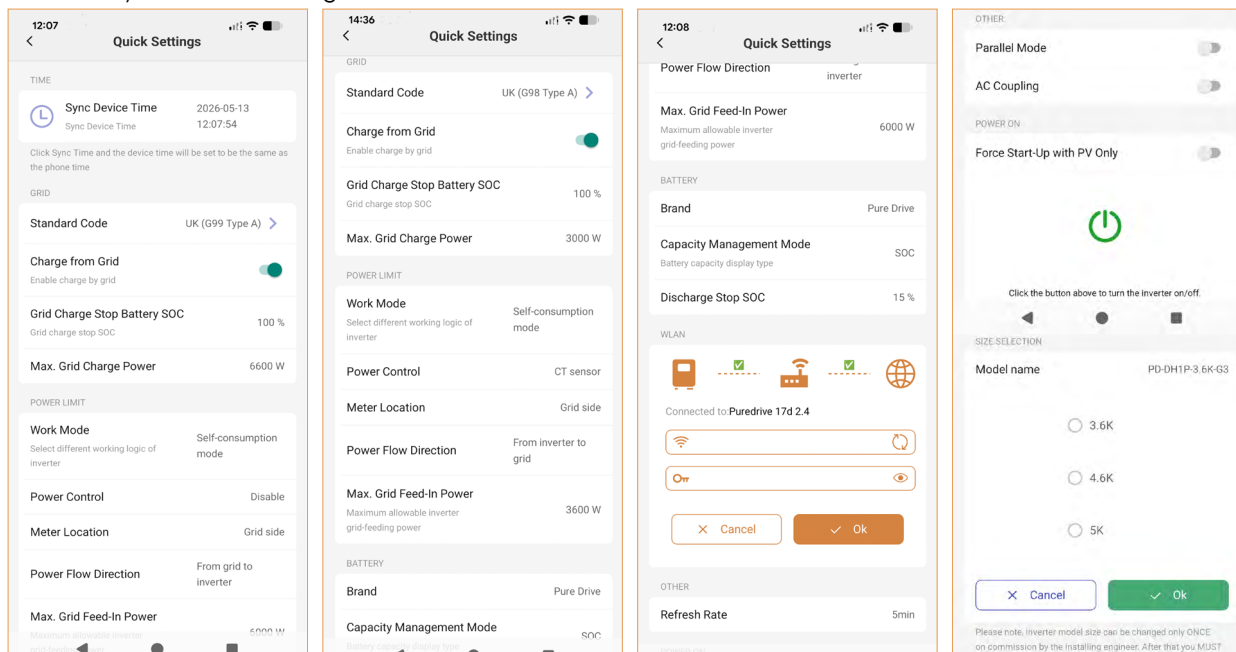 12:07
Quick Settings
TIME
Sync Device Time
2026-05-13
12:07:54
Sync Device Time
Click Sync Time and the device time will be set to be the same as
the phone time
GRID
Standard Code
UK (G99 Type A)
Charge from Grid
Enable charge by grid
Grid Charge Stop Battery SOC
100 %
Grid charge stop SOC
Max. Grid Charge Power
6600 W
POWER LIMIT
Work Mode
Self-consumption
mode
Select different working logic of
inverter
Power Control
Disable
Meter Location
Grid side
Power Flow Direction
From grid to
inverter
Max. Grid Feed-In Power
Maximum allowable inverter
6000 W
14:36
Quick Settings
GRID
Standard Code
UK (G98 Type A)
Charge from Grid
Enable charge by grid
Grid Charge Stop Battery SOC
100 %
Grid charge stop SOC
Max. Grid Charge Power
3000 W
POWER LIMIT
Work Mode
Self-consumption
mode
Select different working logic of
inverter
Power Control
CT sensor
Meter Location
Grid side
Power Flow Direction
From inverter to
grid
Max. Grid Feed-In Power
Maximum allowable inverter
grid-feeding power
3600 W
BATTERY
Brand
Pure Drive
Capacity Management Mode
SOC
Battery capacity display type
12:08
Quick Settings
Power Flow Direction
inverter
Max. Grid Feed-In Power
Maximum allowable inverter
grid-feeding power
6000 W
BATTERY
Brand
Pure Drive
Capacity Management Mode
Battery capacity display type
SOC
Discharge Stop SOC
15 %
WLAN
Connected to:Puredrive 17d 2.4
Cancel
Ok
OTHER
Refresh Rate
5min
POWER ON
OTHER
Parallel Mode
AC Coupling
POWER ON
Force Start-Up with PV Only
Click the button above to turn the inverter on/off.
SIZE SELECTION
Model name
PD-DH1P-3.6K-G3
3.6K
4.6K
5K
Cancel
Ok
Please note, inverter model size can be changed only ONCE
on commission by the installing engineer. After that you MUST